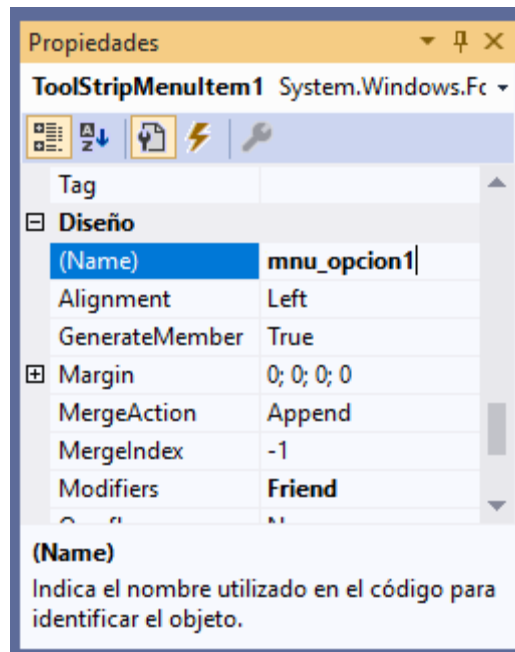 Propiedades
ToolStripMenuItem1 System.Windows.Fc
Tag
Diseño
(Name) mnu_opcion1
Alignment Left
GenerateMember True
Margin 0; 0; 0; 0
MergeAction Append
MergeIndex -1
Modifiers Friend
(Name)
Indica el nombre utilizado en el código para
identificar el objeto.